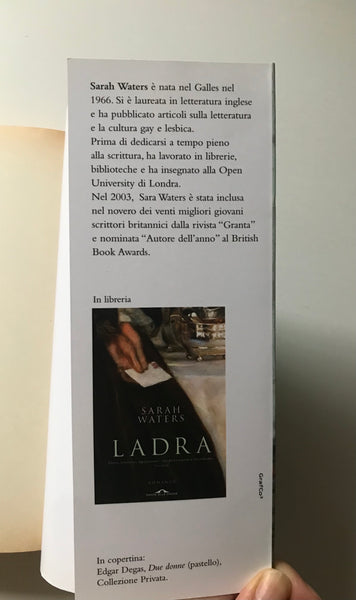 Sarah Waters è nata nel Galles nel
1966. Si è laureata in letteratura inglese
e ha pubblicato articoli sulla letteratura
e la cultura gay e lesbica.
Prima di dedicarsi a tempo pieno
alla scrittura, ha lavorato in librerie,
biblioteche e ha insegnato alla Open
University di Londra.
Nel 2003, Sara Waters è stata inclusa
nel novero dei venti migliori giovani
scrittori britannici dalla rivista “Granta”
e nominata “Autore dell’anno” al British
Book Awards.
In libreria
SARAH
WATERS
LADRA
ROMANZO
GrafCo³
In copertina:
Edgar Degas, Due donne (pastello),
Collezione Privata.